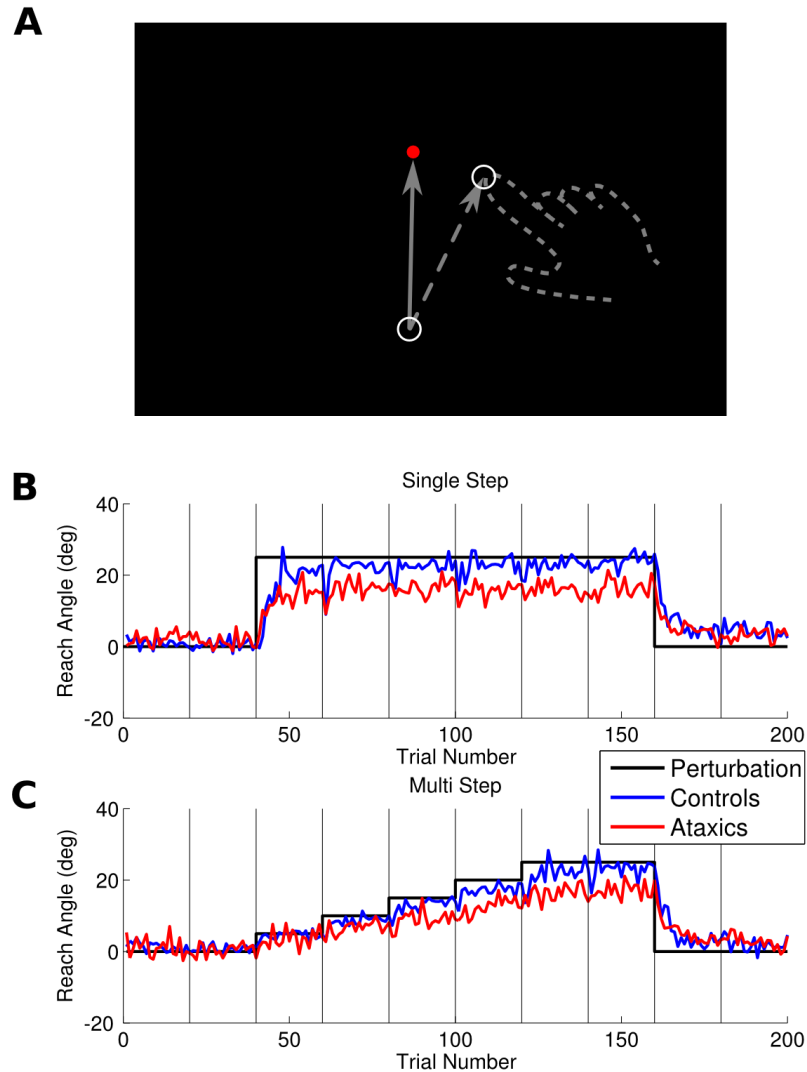 A
B
Single Step
Reach Angle (deg)
40
20
0
-20
0 50 100 150 200
Trial Number
Perturbation
Controls
Ataxics
C
Multi Step
Reach Angle (deg)
40
20
0
-20
0 50 100 150 200
Trial Number